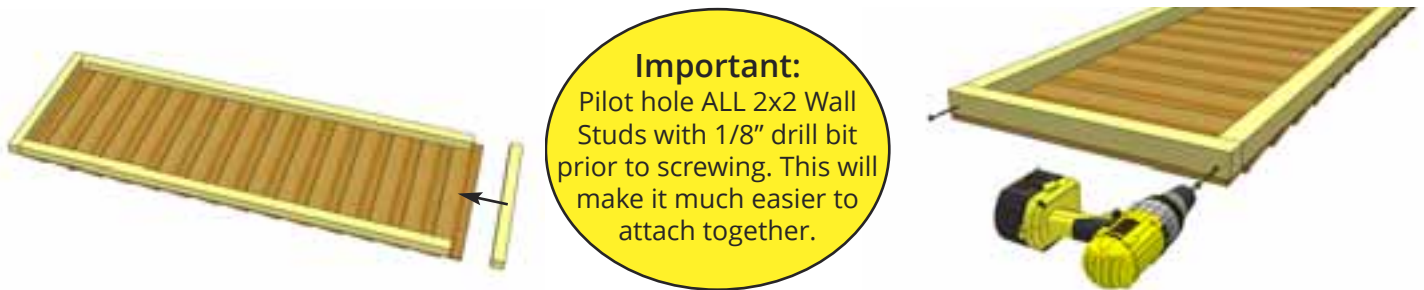 Important:
Pilot hole ALL 2x2 Wall
Studs with 1/8” drill bit
prior to screwing. This will
make it much easier to
attach together.